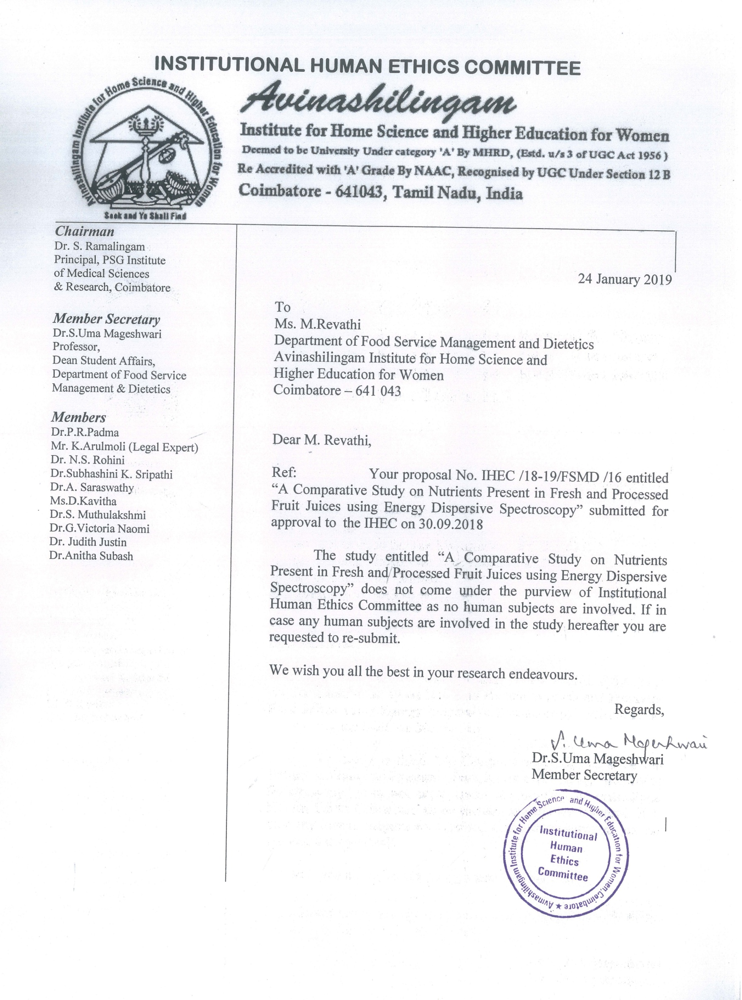 INSTITUTIONAL HUMAN ETHICS COMMITTEE
Avinashilingam Institute for Home Science and Higher Education for Women
Seek and Ye Shall Find
Avinashilingam
Institute for Home Science and Higher Education for Women
Deemed to be University Under category 'A' By MHRD, (Estd. u/s 3 of UGC Act 1956 )
Re Accredited with 'A' Grade By NAAC, Recognised by UGC Under Section 12 B
Coimbatore - 641043, Tamil Nadu, India
Chairman
Dr. S. Ramalingam
Principal, PSG Institute
of Medical Sciences
& Research, Coimbatore
Member Secretary
Dr.S.Uma Mageshwari
Professor,
Dean Student Affairs,
Department of Food Service
Management & Dietetics
Members
Dr.P.R.Padma
Mr. K.Arulmoli (Legal Expert)
Dr. N.S. Rohini
Dr.Subhashini K. Sripathi
Dr.A. Saraswathy
Ms.D.Kavitha
Dr.S. Muthulakshmi
Dr.G.Victoria Naomi
Dr. Judith Justin
Dr.Anitha Subash
24 January 2019
To
Ms. M.Revathi
Department of Food Service Management and Dietetics
Avinashilingam Institute for Home Science and
Higher Education for Women
Coimbatore – 641 043
Dear M. Revathi,
Ref: Your proposal No. IHEC /18-19/FSMD /16 entitled
“A Comparative Study on Nutrients Present in Fresh and Processed
Fruit Juices using Energy Dispersive Spectroscopy” submitted for
approval to the IHEC on 30.09.2018
The study entitled “A Comparative Study on Nutrients
Present in Fresh and Processed Fruit Juices using Energy Dispersive
Spectroscopy” does not come under the purview of Institutional
Human Ethics Committee as no human subjects are involved. If in
case any human subjects are involved in the study hereafter you are
requested to re-submit.
We wish you all the best in your research endeavours.
Regards,
S. Uma Mageshwari
Dr.S.Uma Mageshwari
Member Secretary
Avinashilingam Institute for Home Science and Higher Education for Women, Coimbatore ★
Institutional
Human
Ethics
Committee